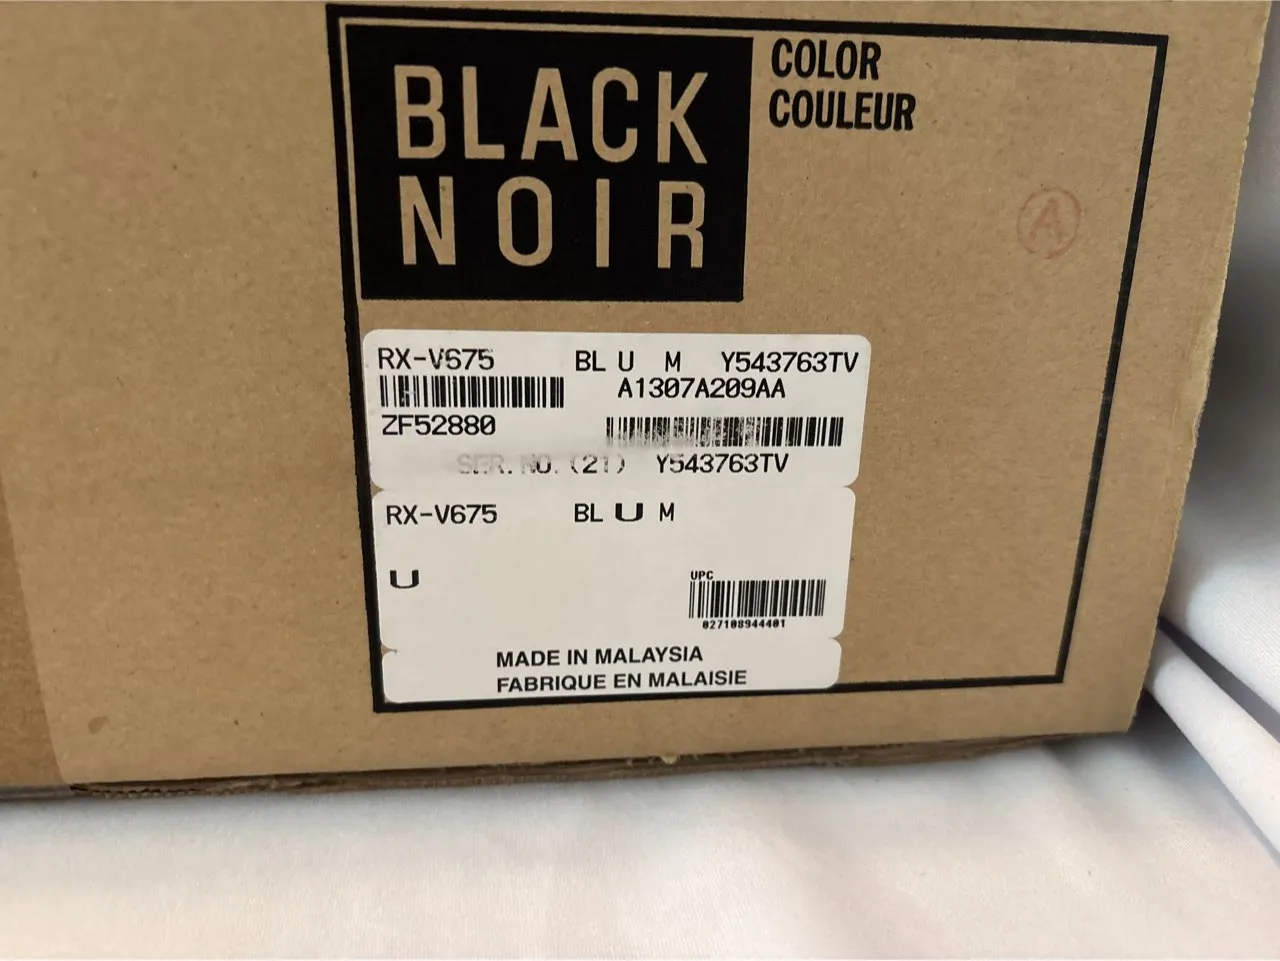 BLACK
NOIR
COLOR
COULEUR
A
RX-V675 BL U M Y543763TV
A1307A209AA
ZF52880
SER.NO.(21) Y543763TV
RX-V675 BL U M
U
UPC
027108944401
MADE IN MALAYSIA
FABRIQUE EN MALAISIE